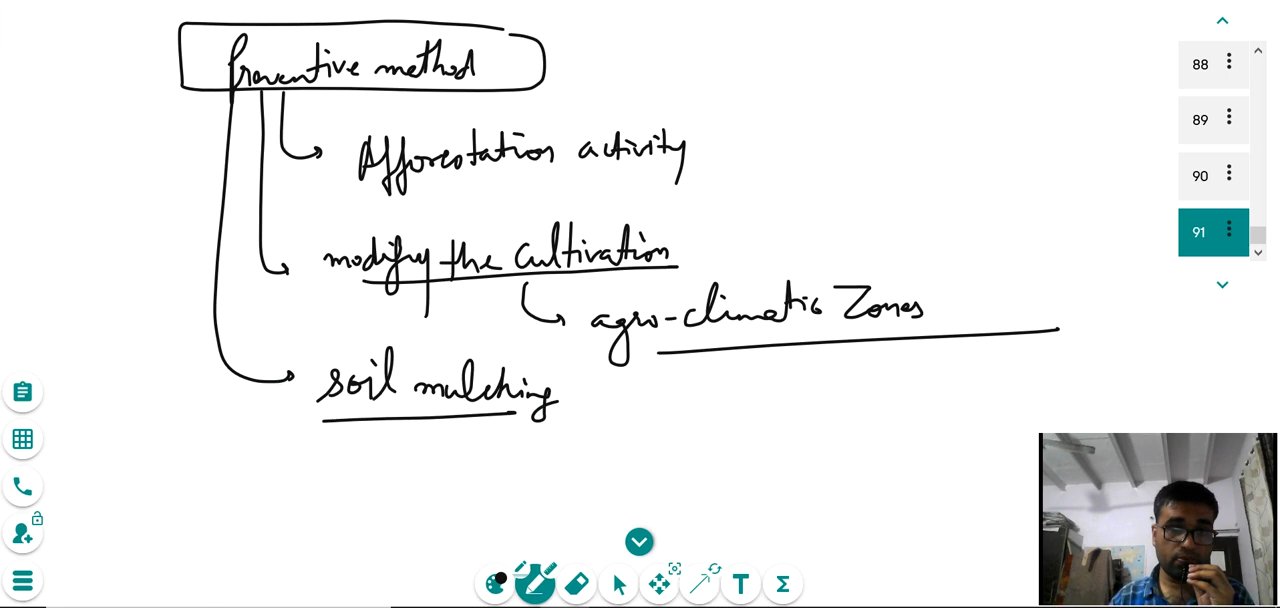 Preventive method
Afforestation activity
modify the cultivation
agro-climatic Zones
soil mulching
88
89
90
91
T
Σ